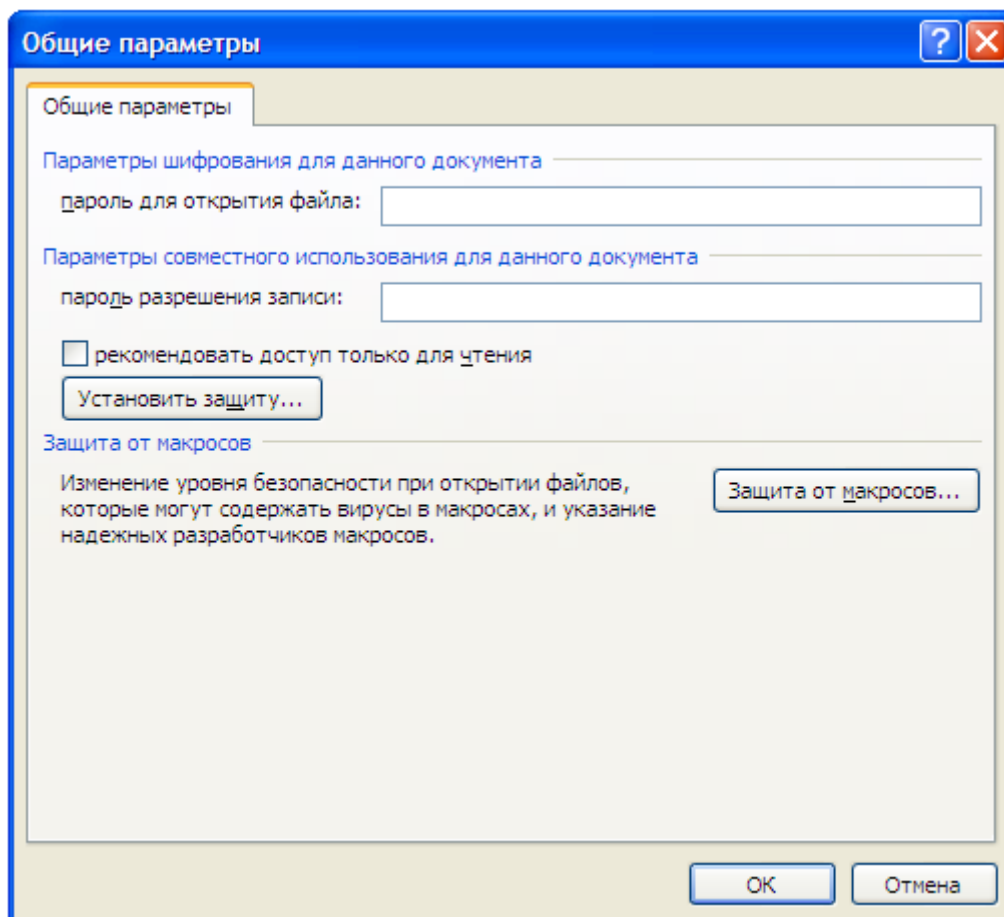 Общие параметры
Общие параметры
Параметры шифрования для данного документа
пароль для открытия файла:
Параметры совместного использования для данного документа
пароль разрешения записи:
рекомендовать доступ только для чтения
Установить защиту...
Защита от макросов
Изменение уровня безопасности при открытии файлов,
которые могут содержать вирусы в макросах, и указание
надежных разработчиков макросов.
Защита от макросов...
ОК
Отмена